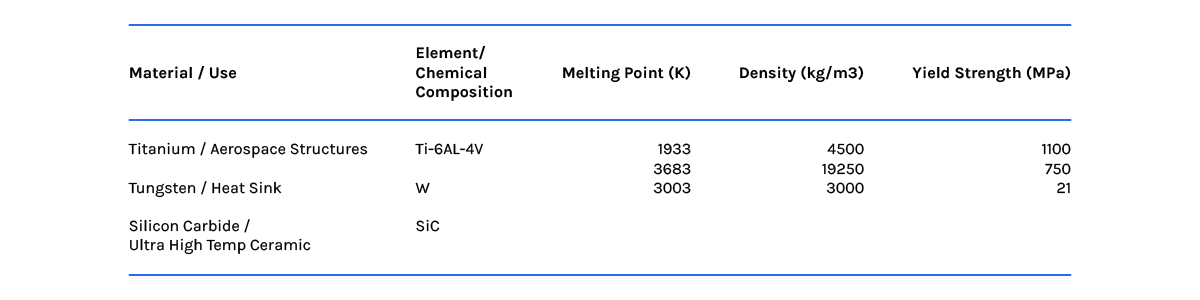 Element/
Material / Use Chemical Melting Point (K) Density (kg/m3) Yield Strength (MPa)
Composition
Titanium / Aerospace Structures Ti-6AL-4V 1933 4500 1100
3683 19250 750
Tungsten / Heat Sink W 3003 3000 21
Silicon Carbide / SiC
Ultra High Temp Ceramic